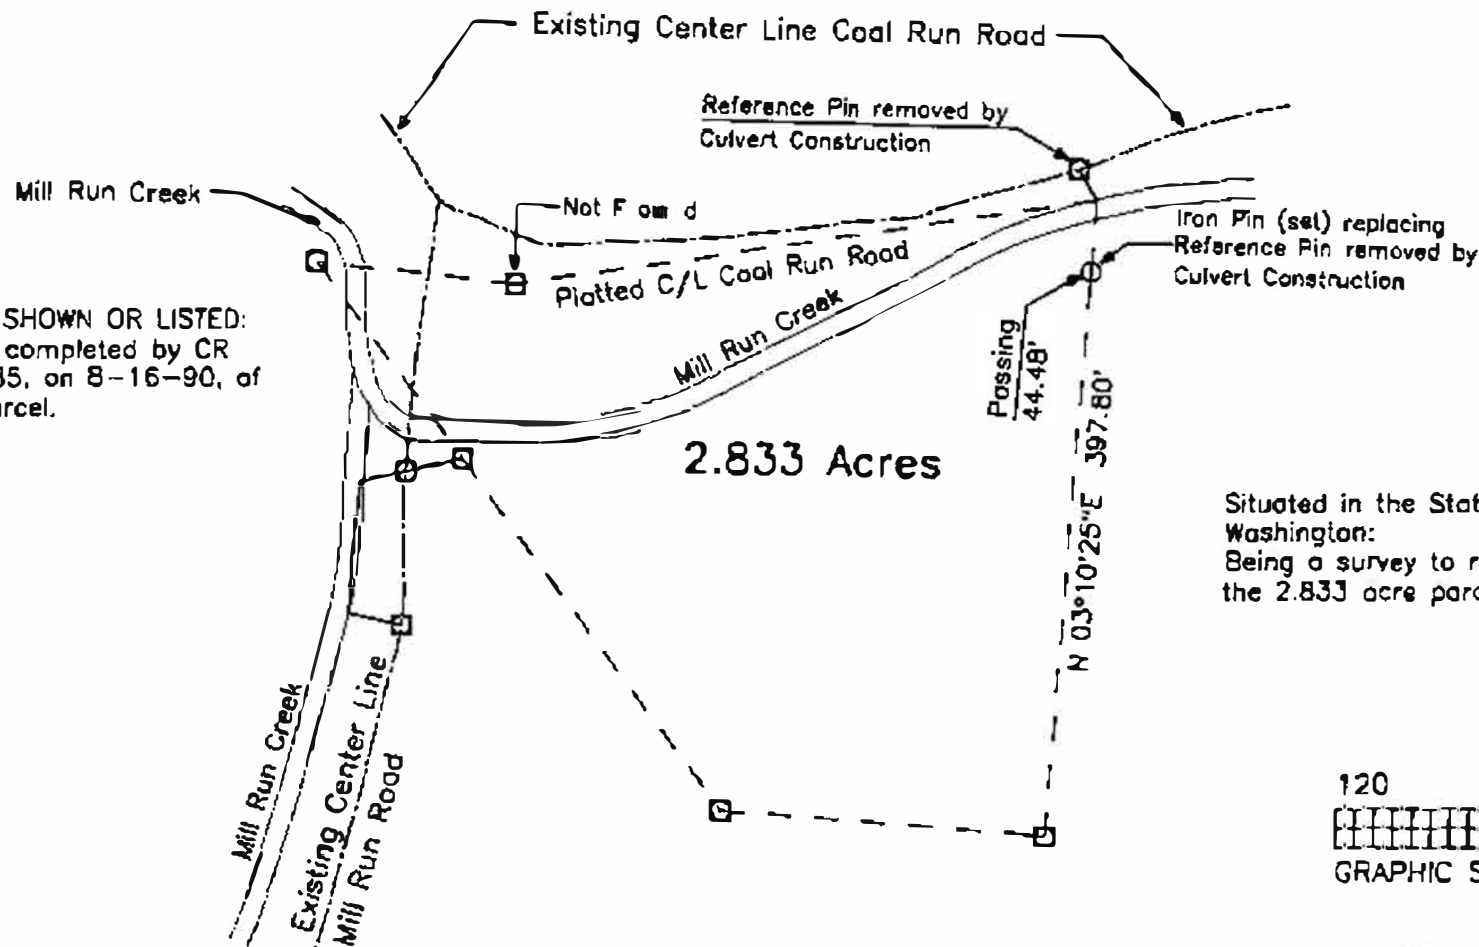 Existing Center Line Coal Run Road
Reference Pin removed by
Culvert Construction
Mill Run Creek
Not Found
Iron Pin (set) replacing
Reference Pin removed by
Culvert Construction
Platted C/L Coal Run Road
SHOWN OR LISTED:
completed by CR
35, on 8-16-90, of
arcel.
Mill Run Creek
Passing
44.48'
2.833 Acres
N 03°10'25"E 397.80'
Situated in the Stat
Washington:
Being a survey to r
the 2.833 acre parc
Mill Run Creek
Existing Center Line
Mill Run Road
120
GRAPHIC S